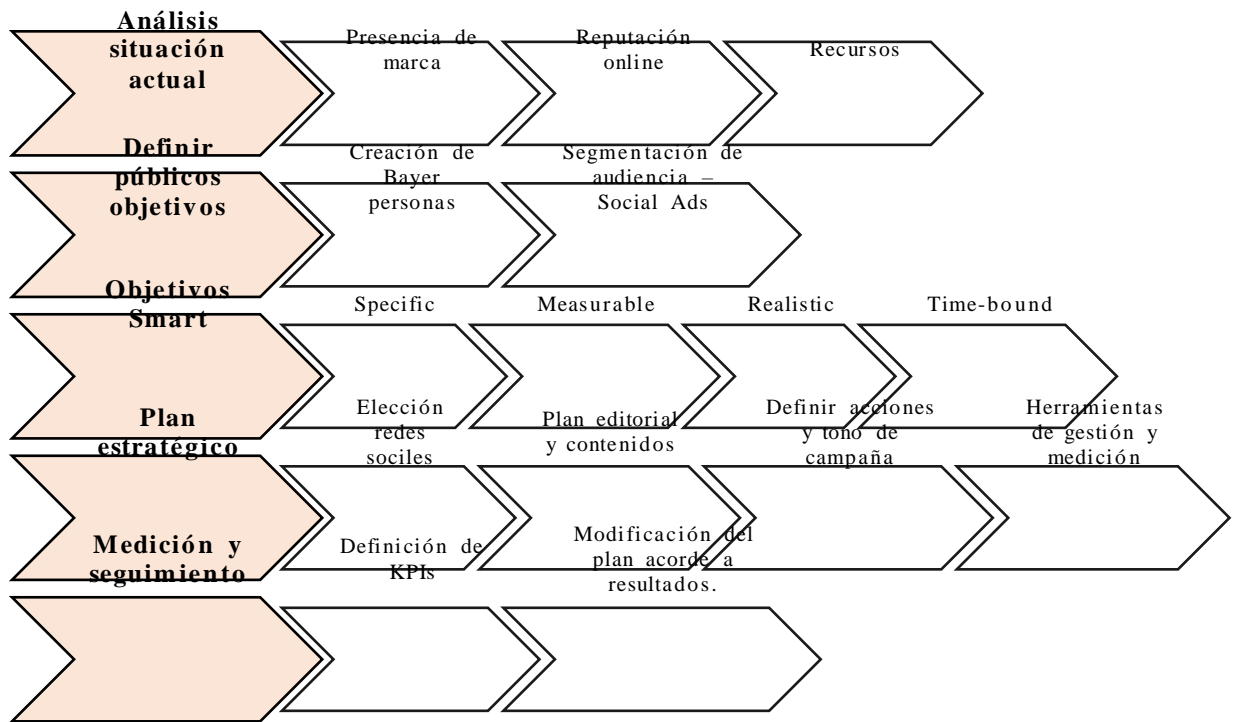 Análisis
situación
actual
Presencia de
marca
Reputación
online
Recursos
Definir
públicos
objetivos
Creación de
Bayer
personas
Segmentación de
audiencia –
Social Ads
Objetivos
Smart
Specific
Measurable
Realistic
Time-bound
Plan
estratégico
Elección
redes
sociles
Plan editorial
y contenidos
Definir acciones
y tono de
campaña
Herramientas
de gestión y
medición
Medición y
seguimiento
Definición de
KPIs
Modificación del
plan acorde a
resultados.